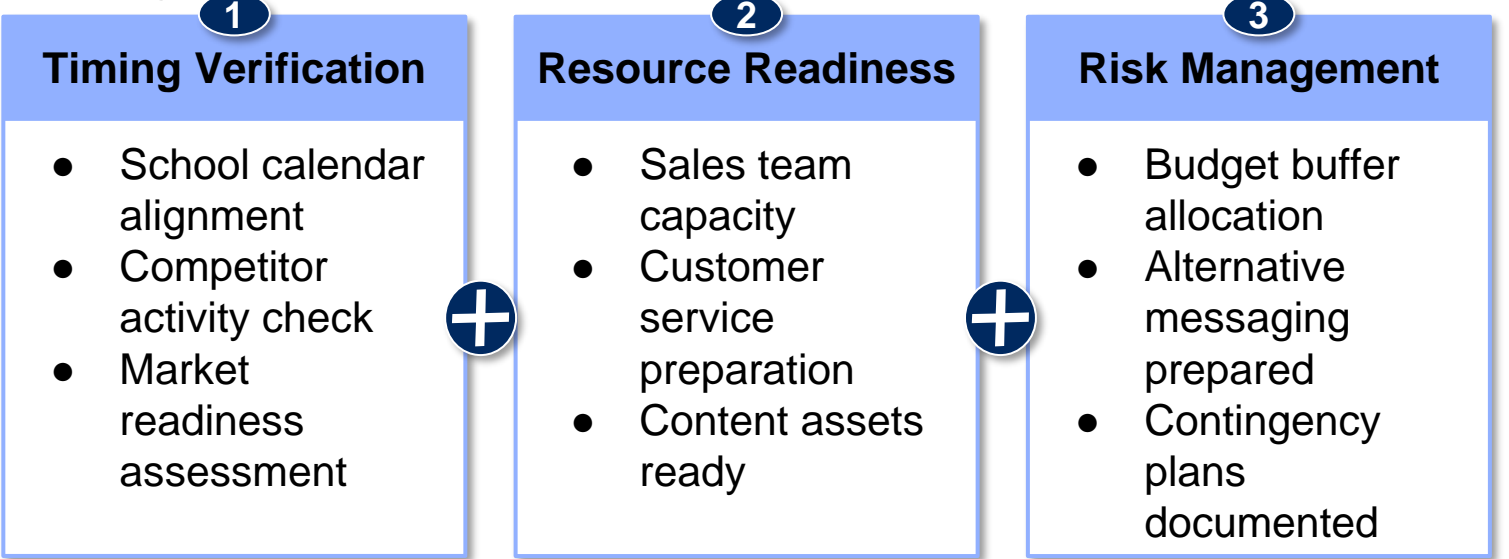 1
Timing Verification
● School calendar
alignment
● Competitor
activity check
● Market
readiness
assessment
2
Resource Readiness
● Sales team
capacity
● Customer
service
preparation
● Content assets
ready
3
Risk Management
● Budget buffer
allocation
● Alternative
messaging
prepared
● Contingency
plans
documented